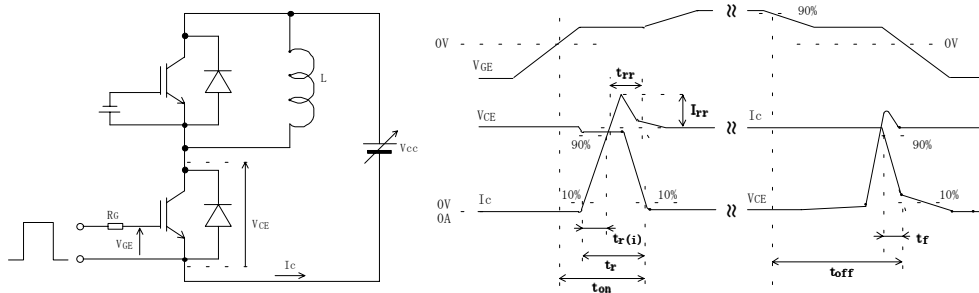 L
Vcc
RG
VGE
VCE
Ic
0V
VGE
90%
0V
trr
Irr
VCE
90%
Ic
90%
0V
0A
Ic
10%
10%
VCE
10%
tr(i)
tr
ton
tf
toff